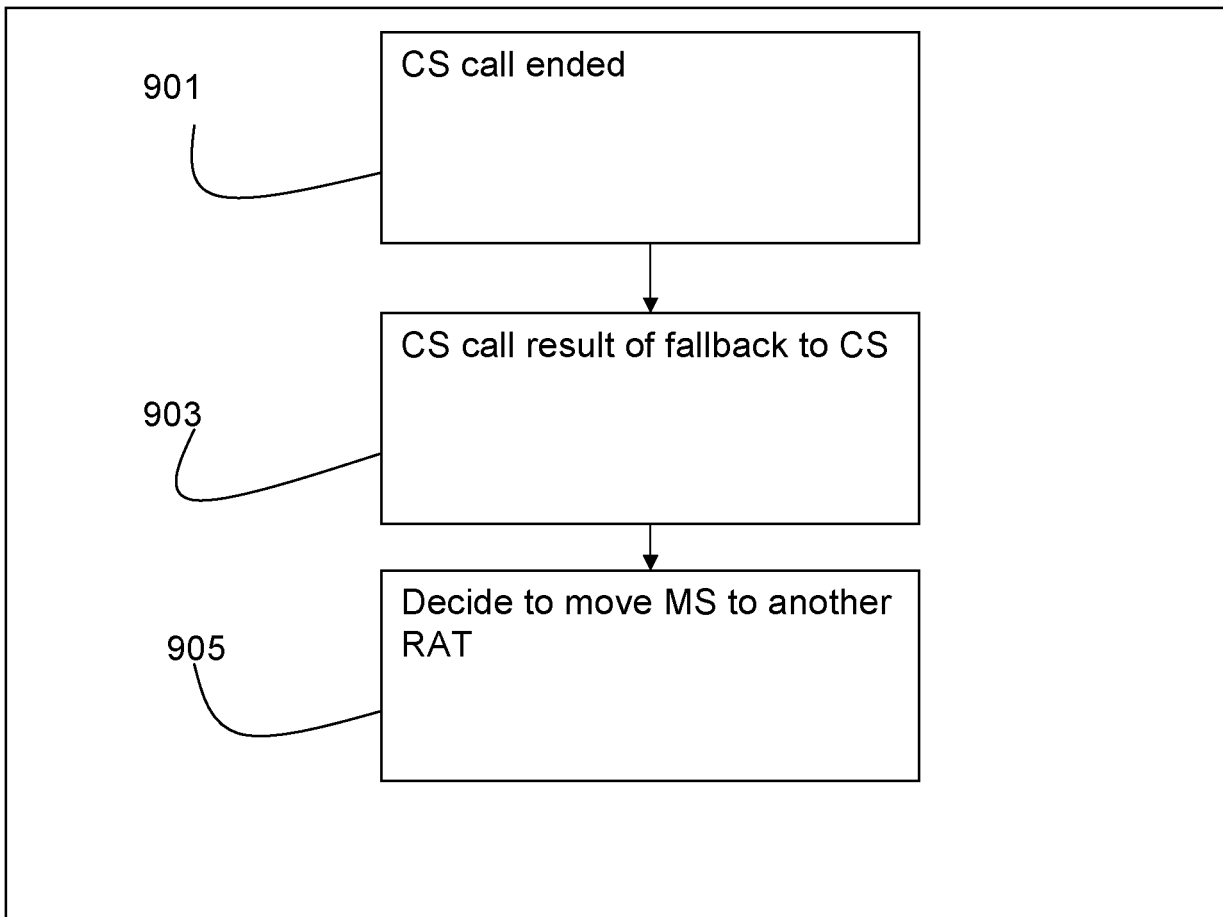 CS call ended
901
CS call result of fallback to CS
903
Decide to move MS to another
RAT
905